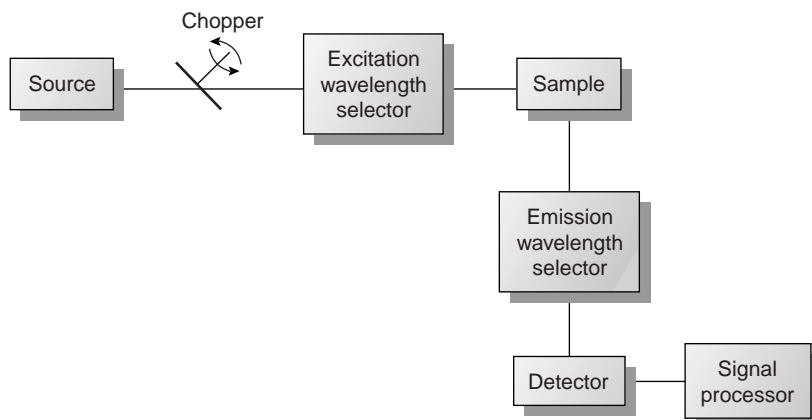 Chopper
Source
Excitation
wavelength
selector
Sample
Emission
wavelength
selector
Detector
Signal
processor